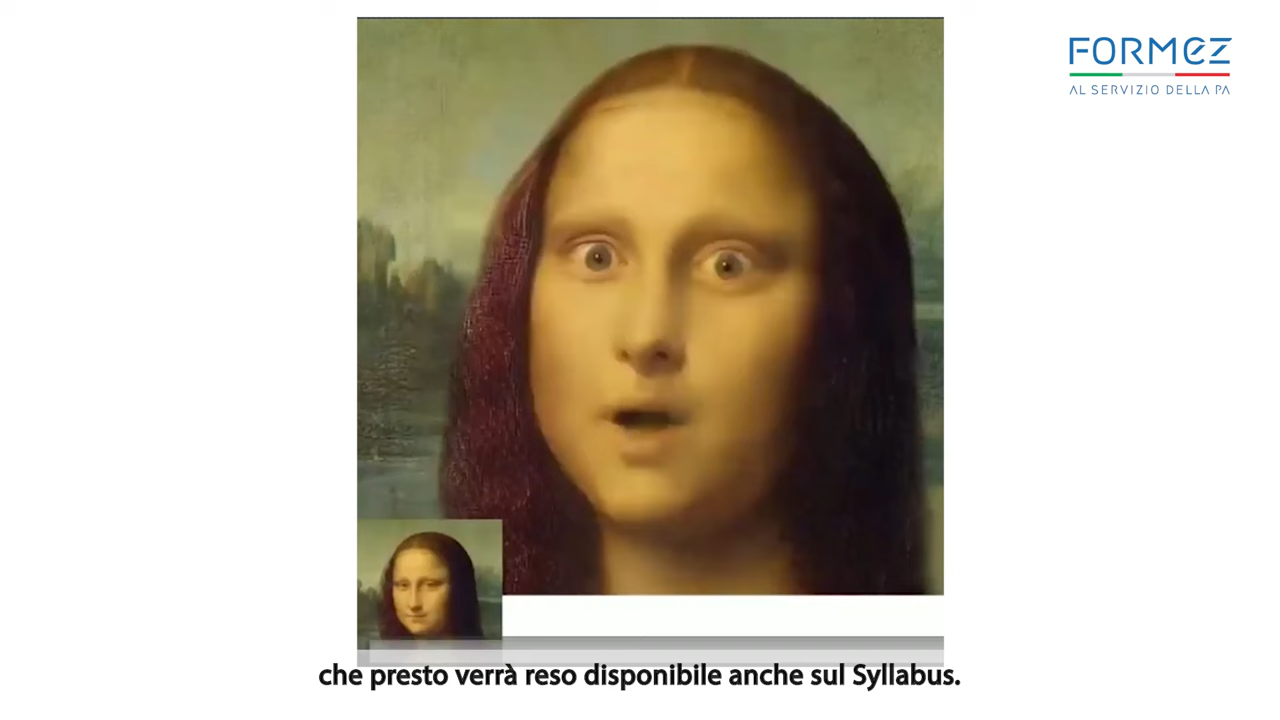 FORMEZ
AL SERVIZIO DELLA PA
che presto verrà reso disponibile anche sul Syllabus.